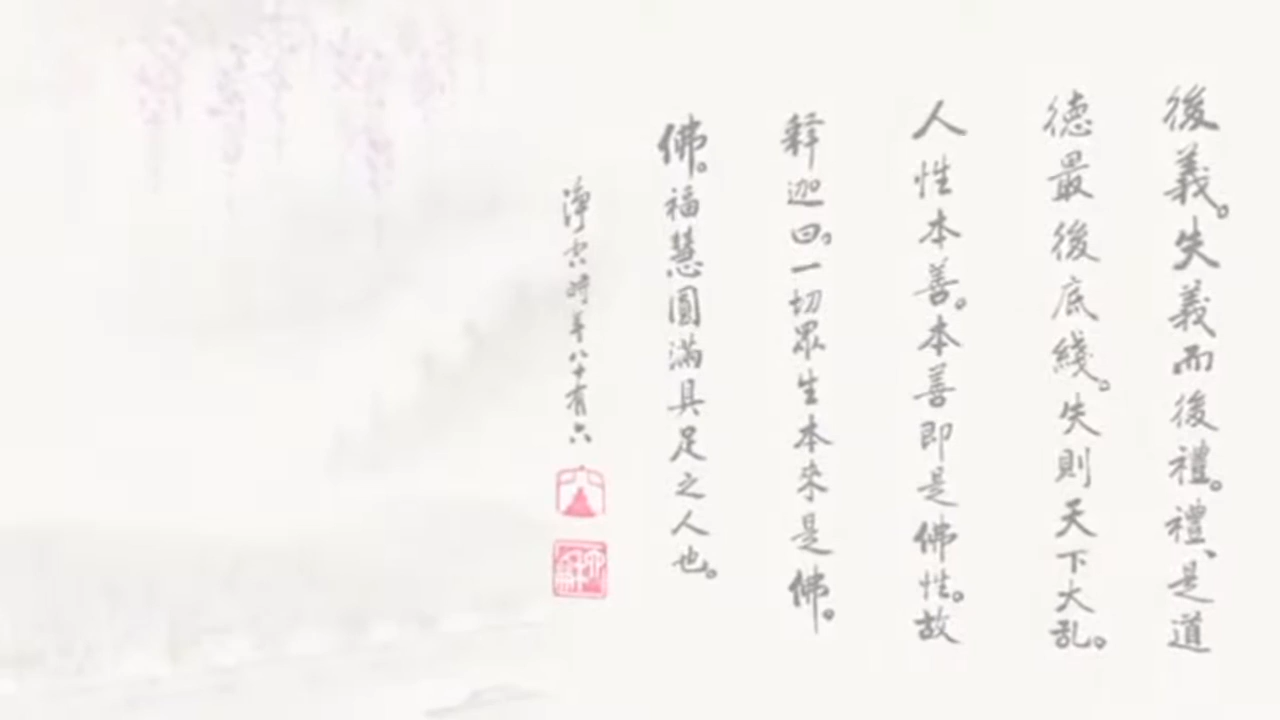 後義。失義而後禮。禮、是道
德最後底綫。失則天下大乱。
人性本善。本善即是佛性。故
釋迦曰。一切眾生本來是佛。
佛。福慧圓滿具足之人也。
淨空時年八十有六